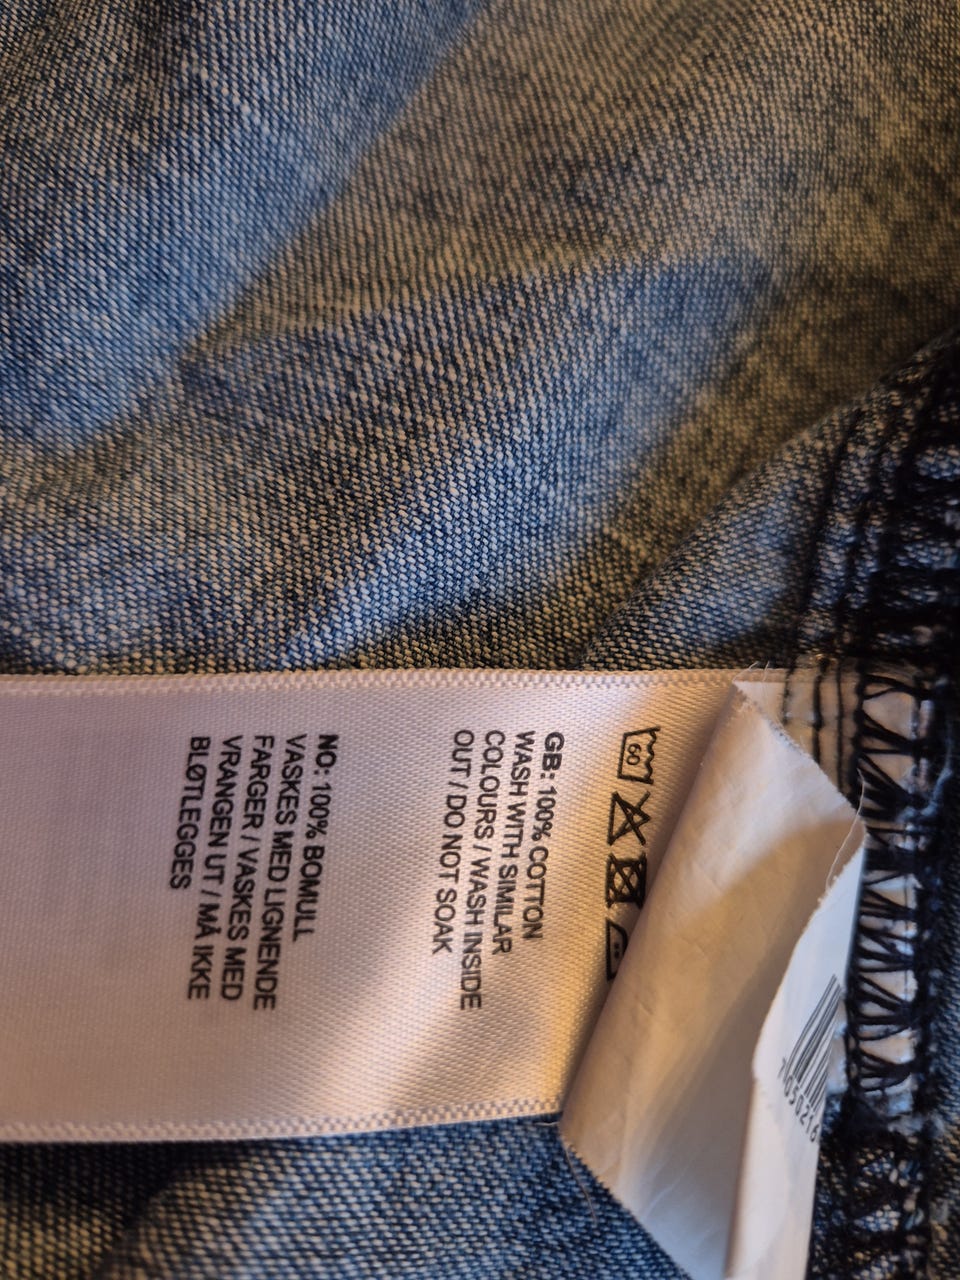 60
GB: 100% COTTON
WASH WITH SIMILAR
COLOURS / WASH INSIDE
OUT / DO NOT SOAK
NO: 100% BOMULL
VASKES MED LIGNENDE
FARGER / VASKES MED
VRANGEN UT / MÅ IKKE
BLØTLEGGES